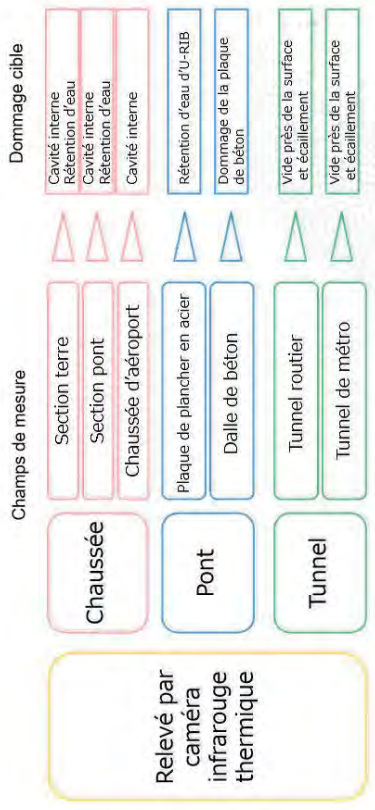 Champs de mesure
Dommage cible
Relevé par
caméra
infrarouge
thermique
Chaussée
Section terre
Cavité interne
Rétention d'eau
Section pont
Cavité interne
Rétention d'eau
Chaussée d'aéroport
Cavité interne
Pont
Plaque de plancher en acier
Rétention d'eau d'U-RIB
Dalle de béton
Dommage de la plaque
de béton
Tunnel
Tunnel routier
Vide près de la surface
et écaillement
Tunnel de métro
Vide près de la surface
et écaillement